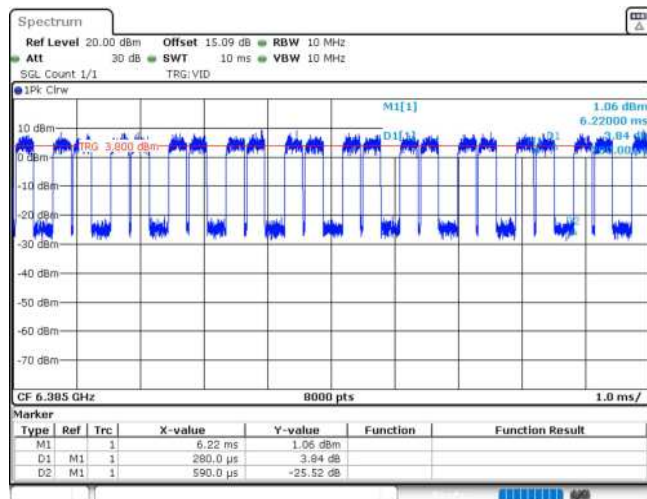 Spectrum
Ref Level 20.00 dBm Offset 15.09 dB RBW 10 MHz
Att 30 dB SWT 10 ms VBW 10 MHz
SGL Count 1/1 TRG:VID
1Pk Clrw
M1[1] 1.06 dBm
6.22000 ms
10 dBm
D1[1] 3.84 dB
D1
TRG 3.800 dBm
0 dBm
-10 dBm
-20 dBm
-30 dBm
-40 dBm
-50 dBm
-60 dBm
-70 dBm
CF 6.385 GHz 8000 pts 1.0 ms/
Marker
Type Ref Trc X-value Y-value Function Function Result
M1 1 6.22 ms 1.06 dBm
D1 M1 1 280.0 µs 3.84 dB
D2 M1 1 590.0 µs -25.52 dB